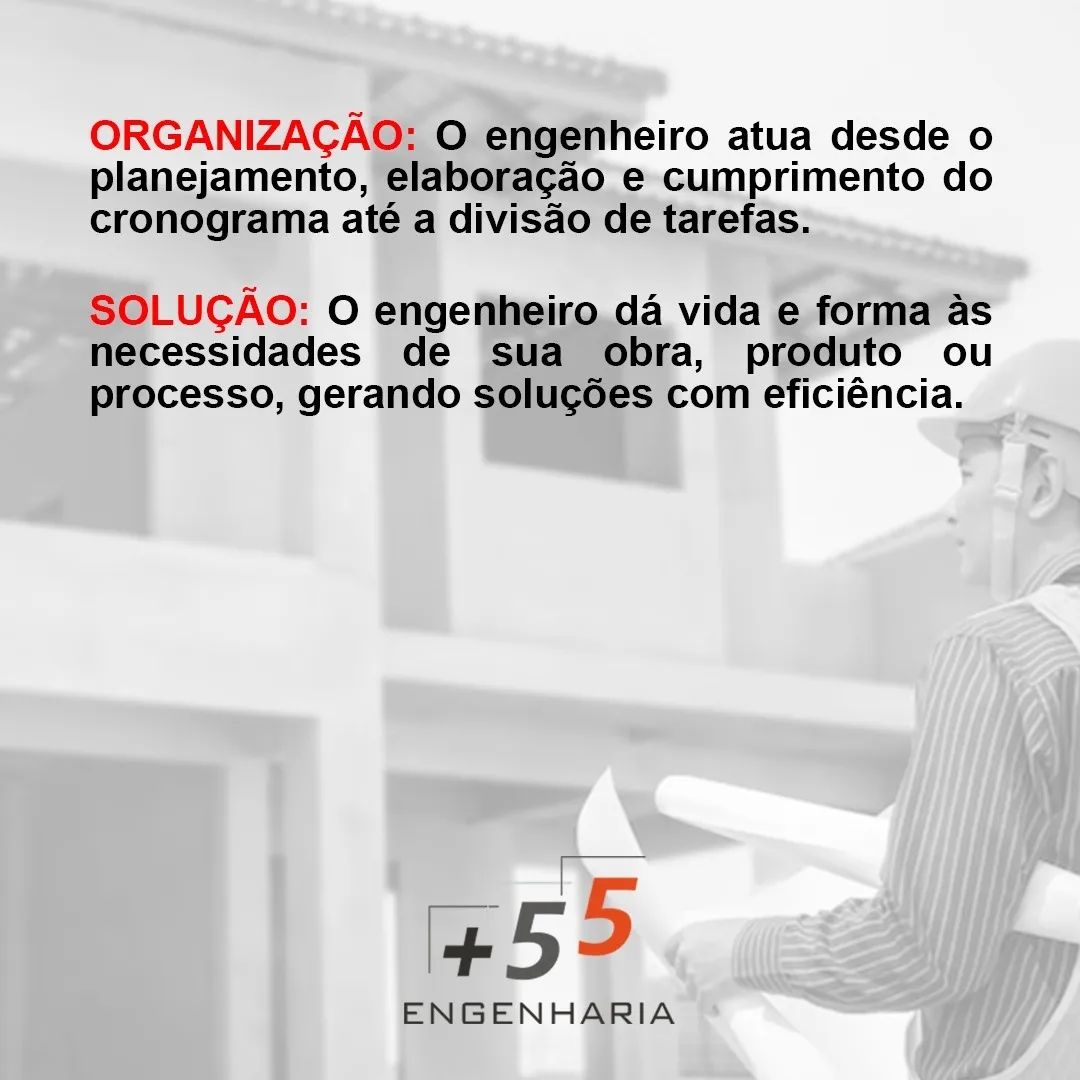 ORGANIZAÇÃO: O engenheiro atua desde o
planejamento, elaboração e cumprimento do
cronograma até a divisão de tarefas.
SOLUÇÃO: O engenheiro dá vida e forma às
necessidades de sua obra, produto ou
processo, gerando soluções com eficiência.
+55
ENGENHARIA